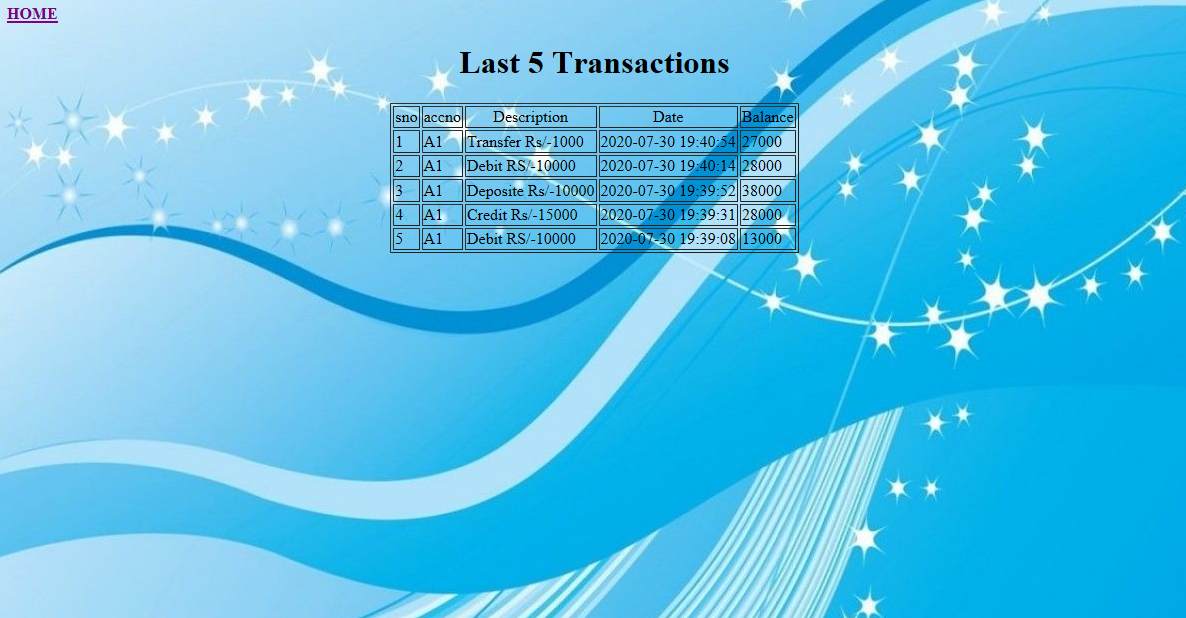 HOME
Last 5 Transactions
sno accno Description Date Balance
1 A1 Transfer Rs/-1000 2020-07-30 19:40:54 27000
2 A1 Debit RS/-10000 2020-07-30 19:40:14 28000
3 A1 Deposite Rs/-10000 2020-07-30 19:39:52 38000
4 A1 Credit Rs/-15000 2020-07-30 19:39:31 28000
5 A1 Debit RS/-10000 2020-07-30 19:39:08 13000